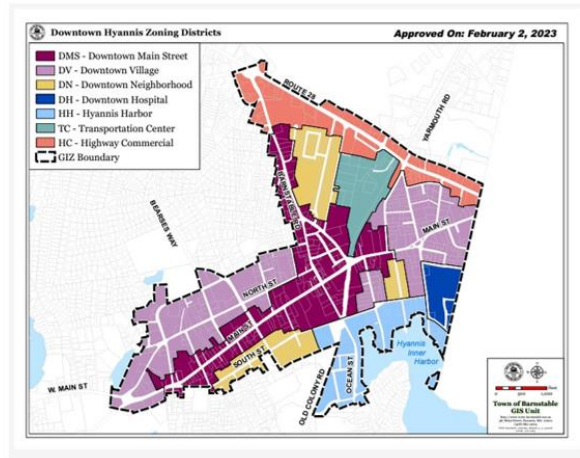 Downtown Hyannis Zoning Districts
Approved On: February 2, 2023
DMS - Downtown Main Street
DV - Downtown Village
DN - Downtown Neighborhood
DH - Downtown Hospital
HH - Hyannis Harbor
TC - Transportation Center
HC - Highway Commercial
GIZ Boundary
ROUTE 28
YARMOUTH RD
BARNSTABLE RD
BEARSES WAY
MAIN ST
NORTH ST
MAIN ST
SOUTH ST
W. MAIN ST
OLD COLONY RD
OCEAN ST
Hyannis
Inner
Harbor
Town of Barnstable
GIS Unit